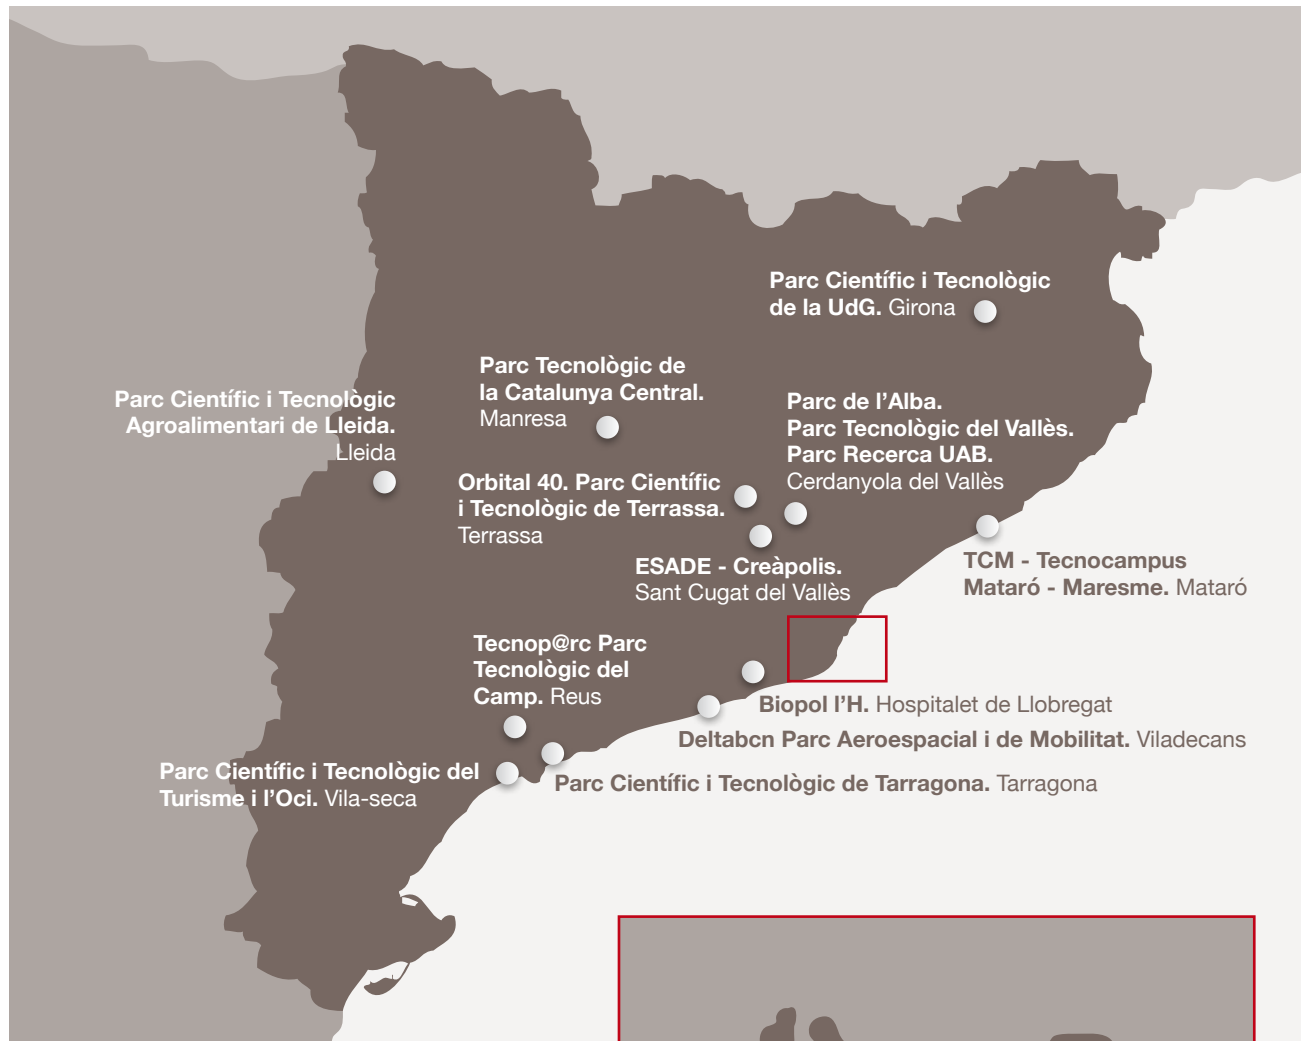 Parc Científic i Tecnològic
de la UdG. Girona
Parc Tecnològic de
la Catalunya Central.
Manresa
Parc Científic i Tecnològic
Agroalimentari de Lleida.
Lleida
Parc de l’Alba.
Parc Tecnològic del Vallès.
Parc Recerca UAB.
Cerdanyola del Vallès
Orbital 40. Parc Científic
i Tecnològic de Terrassa.
Terrassa
ESADE - Creàpolis.
Sant Cugat del Vallès
TCM - Tecnocampus
Mataró - Maresme. Mataró
Tecnop@rc Parc
Tecnològic del
Camp. Reus
Biopol l’H. Hospitalet de Llobregat
Deltabcn Parc Aeroespacial i de Mobilitat. Viladecans
Parc Científic i Tecnològic del
Turisme i l’Oci. Vila-seca
Parc Científic i Tecnològic de Tarragona. Tarragona